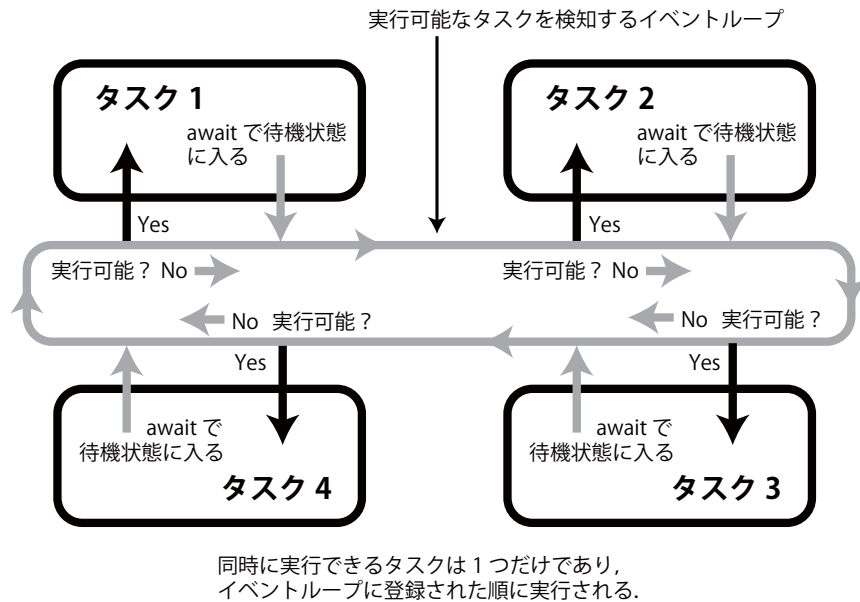 実行可能なタスクを検知するイベントループ
タスク 1
await で待機状態
に入る
タスク 2
await で待機状態
に入る
Yes
Yes
実行可能？ No
実行可能？ No
No 実行可能？
No 実行可能？
Yes
Yes
await で
待機状態に入る
タスク 4
await で
待機状態に入る
タスク 3
同時に実行できるタスクは 1 つだけであり，
イベントループに登録された順に実行される．